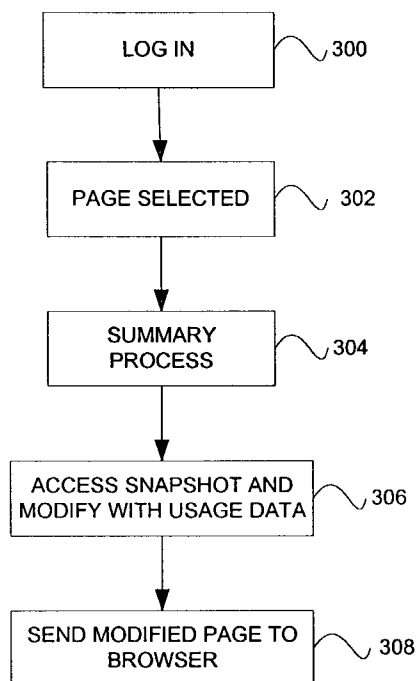 LOG IN
300
PAGE SELECTED
302
SUMMARY
PROCESS
304
ACCESS SNAPSHOT AND
MODIFY WITH USAGE DATA
306
SEND MODIFIED PAGE TO
BROWSER
308